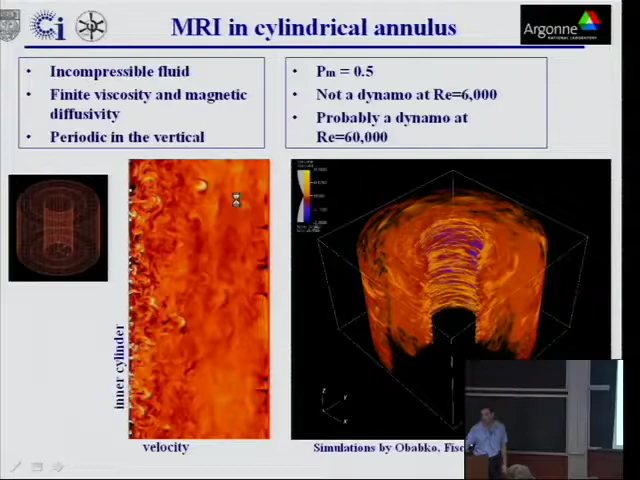 Ci
MRI in cylindrical annulus
Argonne
NATIONAL LABORATORY
• Incompressible fluid
• Finite viscosity and magnetic
diffusivity
• Periodic in the vertical
• Pm = 0.5
• Not a dynamo at Re=6,000
• Probably a dynamo at
Re=60,000
inner cylinder
velocity
Z
Y
X
Simulations by Obabko,